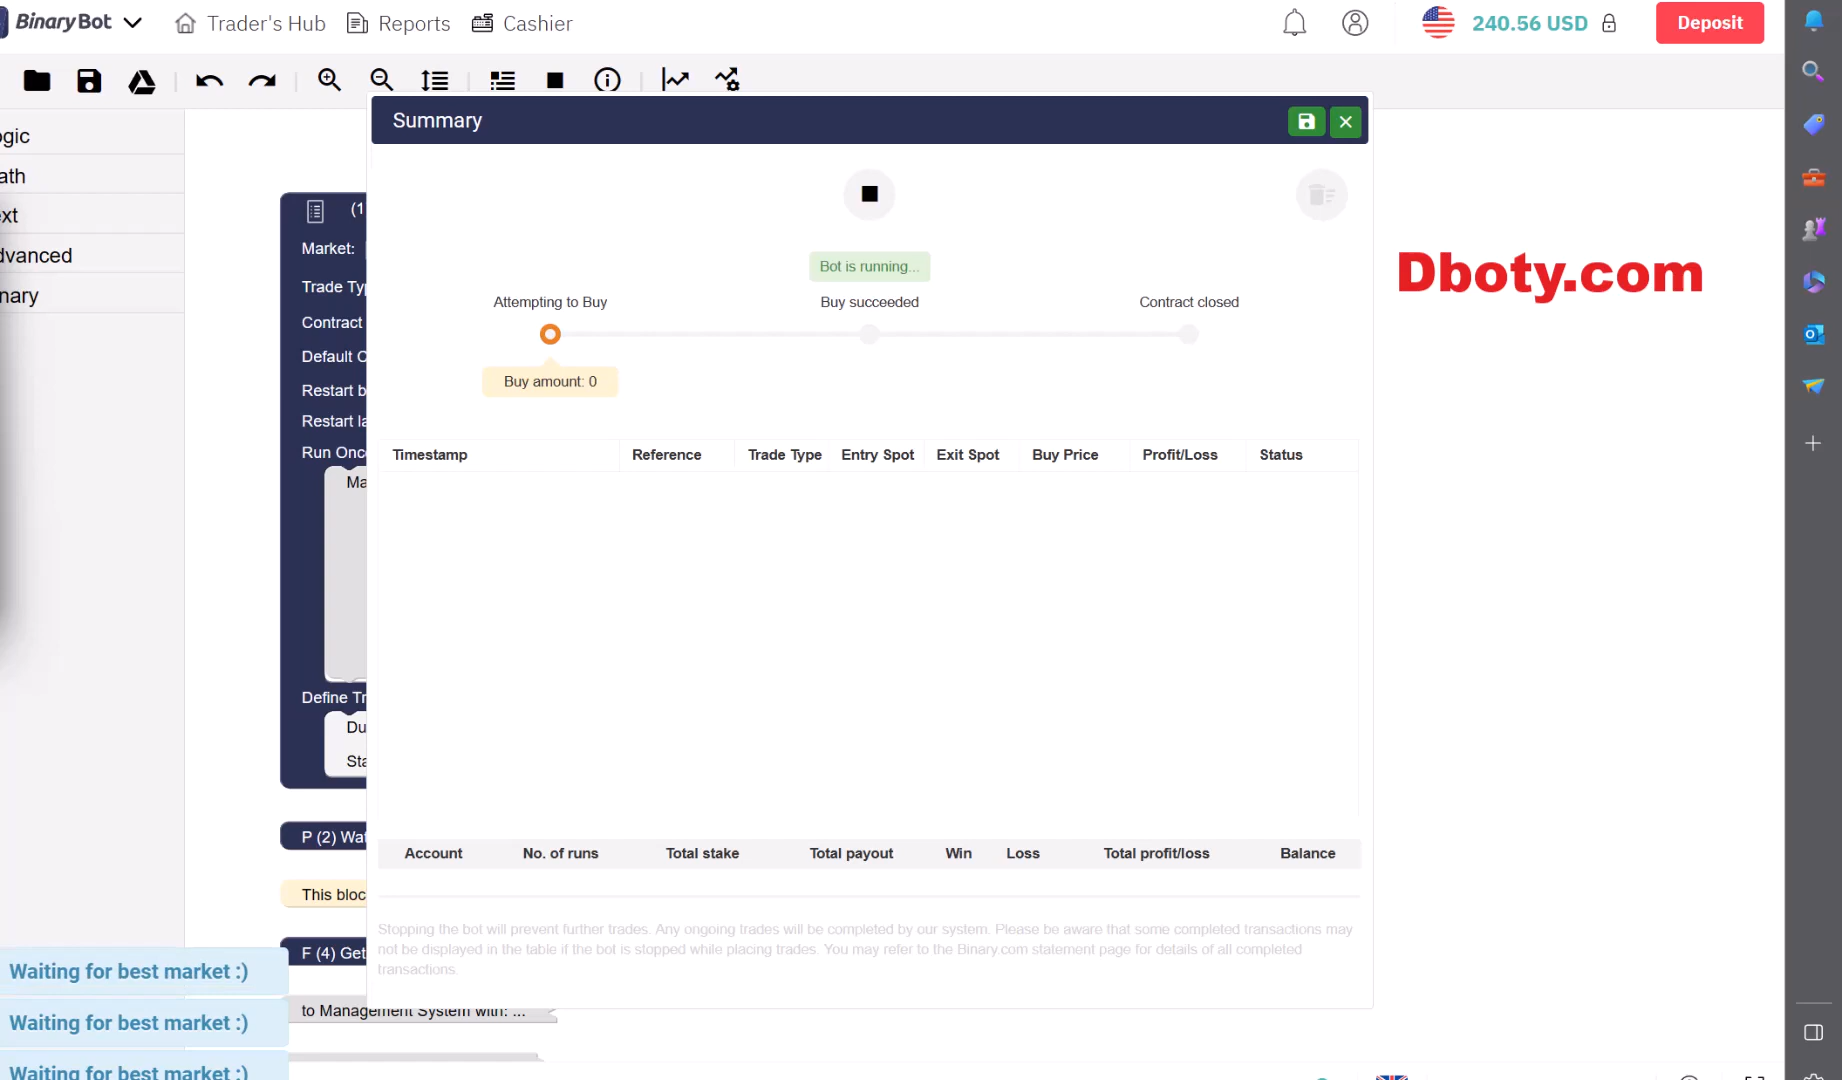 BinaryBot
Trader's Hub
Reports
Cashier
240.56 USD
Deposit
Summary
Bot is running...
Attempting to Buy
Buy succeeded
Contract closed
Buy amount: 0
Timestamp
Reference
Trade Type
Entry Spot
Exit Spot
Buy Price
Profit/Loss
Status
Account
No. of runs
Total stake
Total payout
Win
Loss
Total profit/loss
Balance
Stopping the bot will prevent further trades. Any ongoing trades will be completed by our system. Please be aware that some completed transactions may
not be displayed in the table if the bot is stopped while placing trades. You may refer to the Binary.com statement page for details of all completed
transactions.
Dboty.com
ogic
ath
ext
dvanced
nary
(1
Market:
Trade Typ
Contract
Default C
Restart b
Restart la
Run Once
Ma
Define Tr
Du
Sta
P (2) Wat
This bloc
F (4) Get
to Management System with: ...
Waiting for best market :)
Waiting for best market :)
Waiting for best market :)